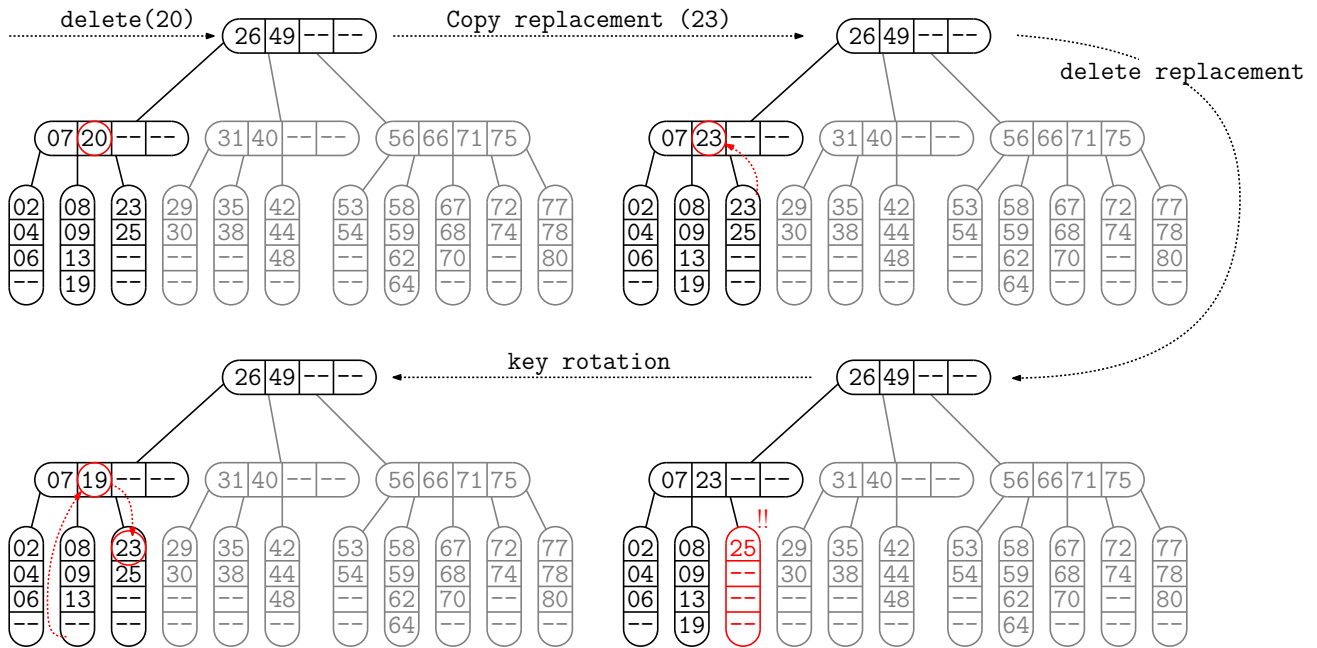 delete(20)
Copy replacement (23)
26 49 -- --
26 49 -- --
delete replacement
07 20 -- --
31 40 -- --
56 66 71 75
07 23 -- --
31 40 -- --
56 66 71 75
02 08 23 29 35 42 53 58 67 72 77
02 08 23 29 35 42 53 58 67 72 77
04 09 25 30 38 44 54 59 68 74 78
04 09 25 30 38 44 54 59 68 74 78
06 13 -- -- -- 48 -- 62 70 -- 80
06 13 -- -- -- 48 -- 62 70 -- 80
-- 19 -- -- -- -- -- 64 -- -- --
-- 19 -- -- -- -- -- 64 -- -- --
key rotation
26 49 -- --
26 49 -- --
07 19 -- --
31 40 -- --
56 66 71 75
07 23 -- --
31 40 -- --
56 66 71 75
!!
02 08 23 29 35 42 53 58 67 72 77
02 08 25 29 35 42 53 58 67 72 77
04 09 25 30 38 44 54 59 68 74 78
04 09 -- 30 38 44 54 59 68 74 78
06 13 -- -- -- 48 -- 62 70 -- 80
06 13 -- -- -- 48 -- 62 70 -- 80
-- -- -- -- -- -- -- 64 -- -- --
-- 19 -- -- -- -- -- 64 -- -- --